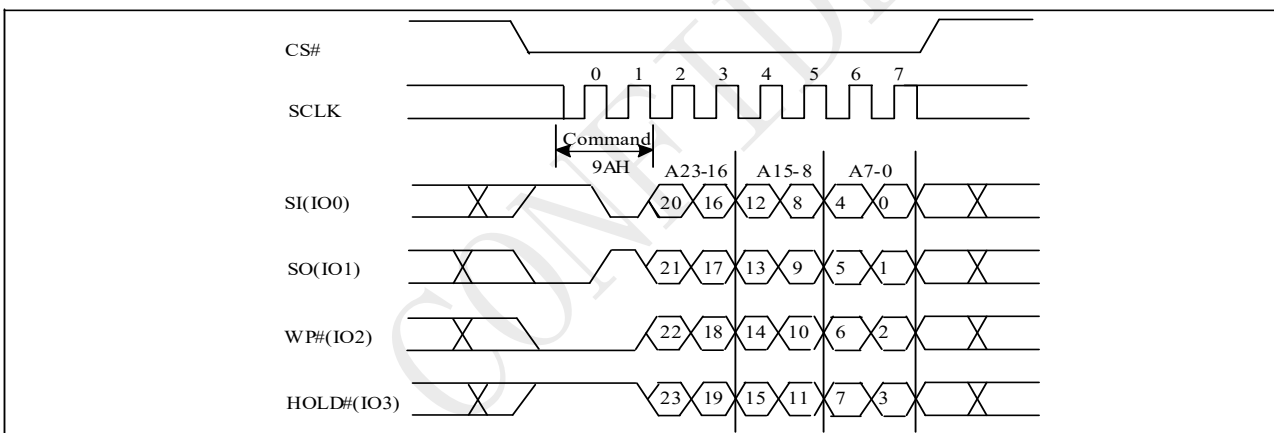 CS#
0 1 2 3 4 5 6 7
SCLK
Command
9AH
A23-16 A15-8 A7-0
SI(IO0) 20 16 12 8 4 0
SO(IO1) 21 17 13 9 5 1
WP#(IO2) 22 18 14 10 6 2
HOLD#(IO3) 23 19 15 11 7 3
CONFID